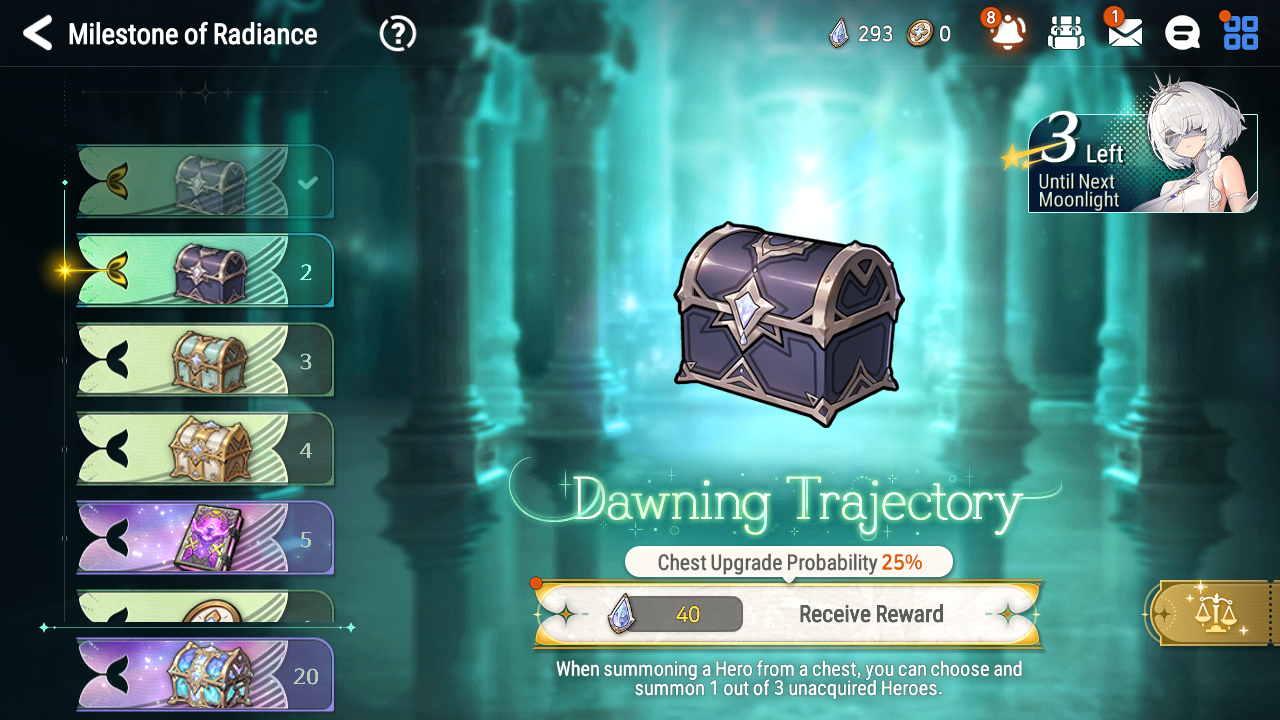 Milestone of Radiance
?
293
0
8
1
3 Left
Until Next
Moonlight
2
3
4
5
20
Dawning Trajectory
Chest Upgrade Probability 25%
40
Receive Reward
When summoning a Hero from a chest, you can choose and
summon 1 out of 3 unacquired Heroes.